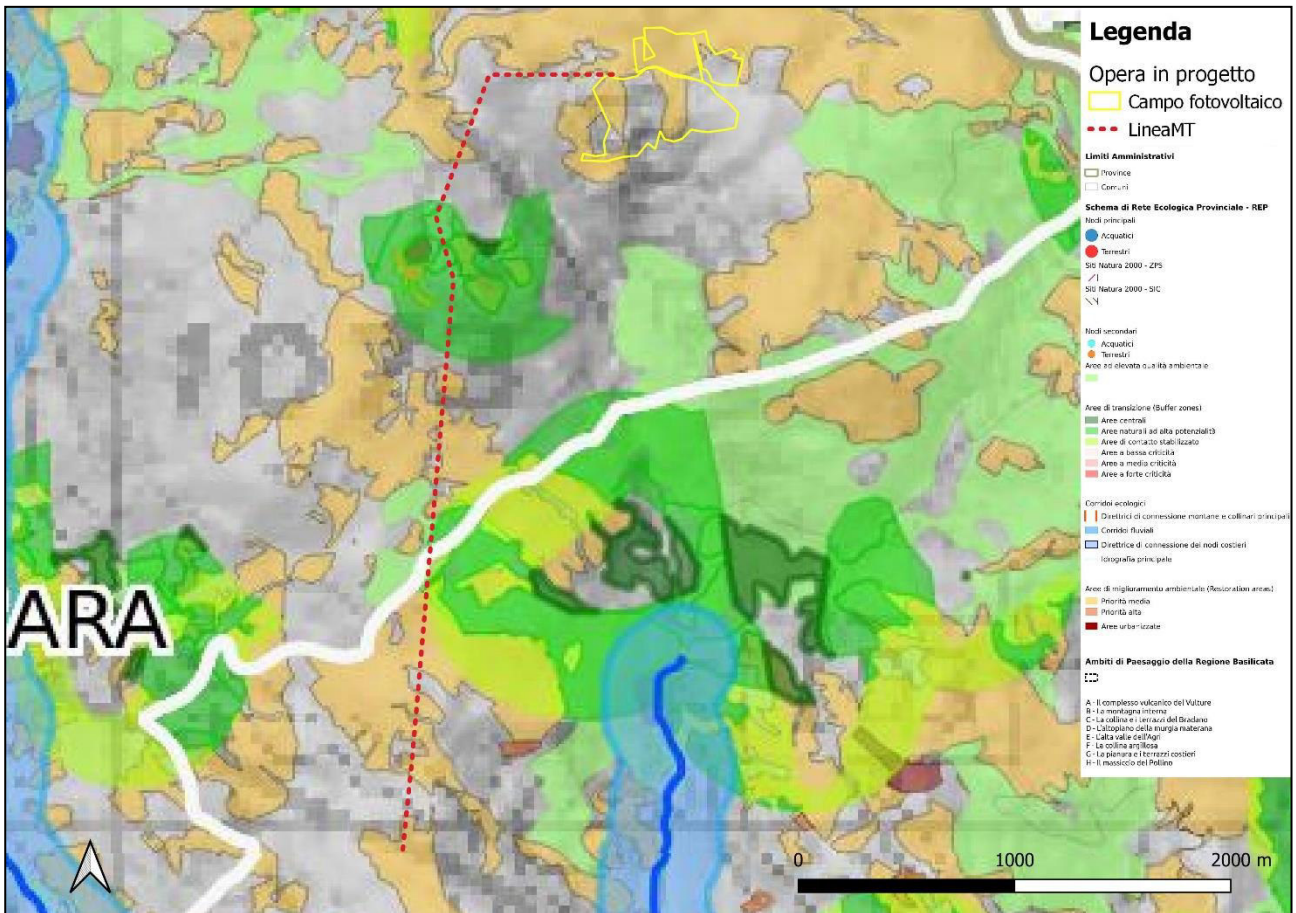 Legenda
Opera in progetto
Campo fotovoltaico
LineaMT
Limiti Amministrativi
Province
Comuni
Schema di Rete Ecologica Provinciale - REP
Nodi principali
Acquatici
Terrestri
Siti Natura 2000 - ZPS
Siti Natura 2000 - SIC
Nodi secondari
Acquatici
Terrestri
Aree ad elevata qualità ambientale
Aree di transizione (Buffer zones)
Aree centrali
Aree naturali ad alta potenzialità
Aree di contatto stabilizzato
Aree a bassa criticità
Aree a media criticità
Aree a forte criticità
Corridoi ecologici
Direttrici di connessione montane e collinari principali
Corridoi fluviali
Direttrice di connessione dei nodi costieri
Idrografia principale
Aree di miglioramento ambientale (Restoration areas)
Priorità media
Priorità alta
Aree urbanizzate
Ambiti di Paesaggio della Regione Basilicata
A - Il complesso vulcanico del Vulture
B - La montagna interna
C - La collina e i terrazzi del Bradano
D - L'altopiano della murgia materana
E - L'alta valle dell'Agri
F - La collina argillosa
G - La pianura e i terrazzi costieri
H - Il massiccio del Pollino
ARA
0 1000 2000 m